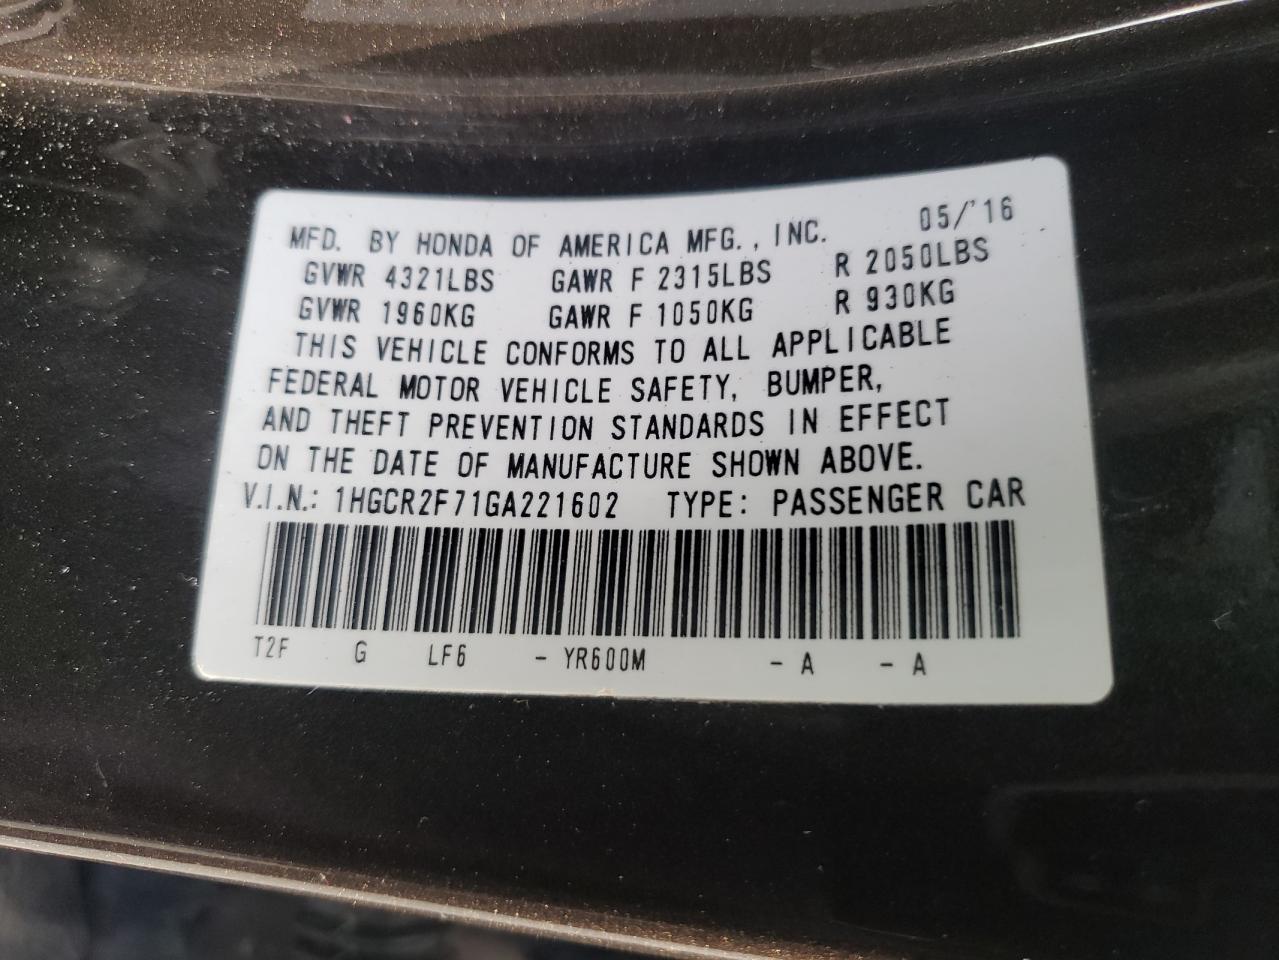 MFD. BY HONDA OF AMERICA MFG., INC. 05/'16
GVWR 4321LBS GAWR F 2315LBS R 2050LBS
GVWR 1960KG GAWR F 1050KG R 930KG
THIS VEHICLE CONFORMS TO ALL APPLICABLE
FEDERAL MOTOR VEHICLE SAFETY, BUMPER,
AND THEFT PREVENTION STANDARDS IN EFFECT
ON THE DATE OF MANUFACTURE SHOWN ABOVE.
V.I.N.: 1HGCR2F71GA221602 TYPE: PASSENGER CAR
T2F G LF6 - YR600M - A - A